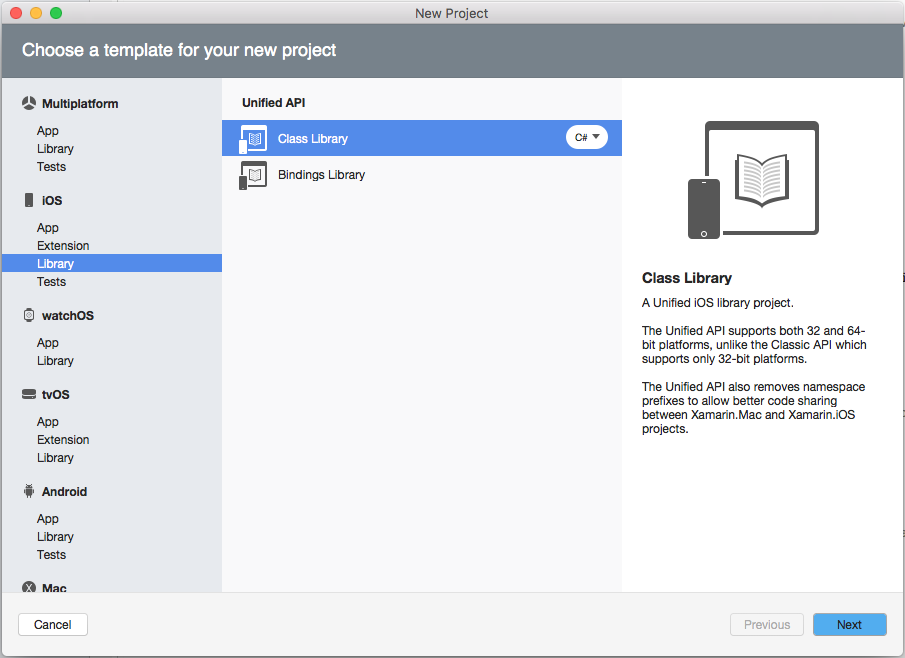 New Project
Choose a template for your new project
Multiplatform
App
Library
Tests
iOS
App
Extension
Library
Tests
watchOS
App
Library
tvOS
App
Extension
Library
Android
App
Library
Tests
Mac
Unified API
Class Library
C#
Bindings Library
Class Library
A Unified iOS library project.
The Unified API supports both 32 and 64-
bit platforms, unlike the Classic API which
supports only 32-bit platforms.
The Unified API also removes namespace
prefixes to allow better code sharing
between Xamarin.Mac and Xamarin.iOS
projects.
Cancel
Previous
Next